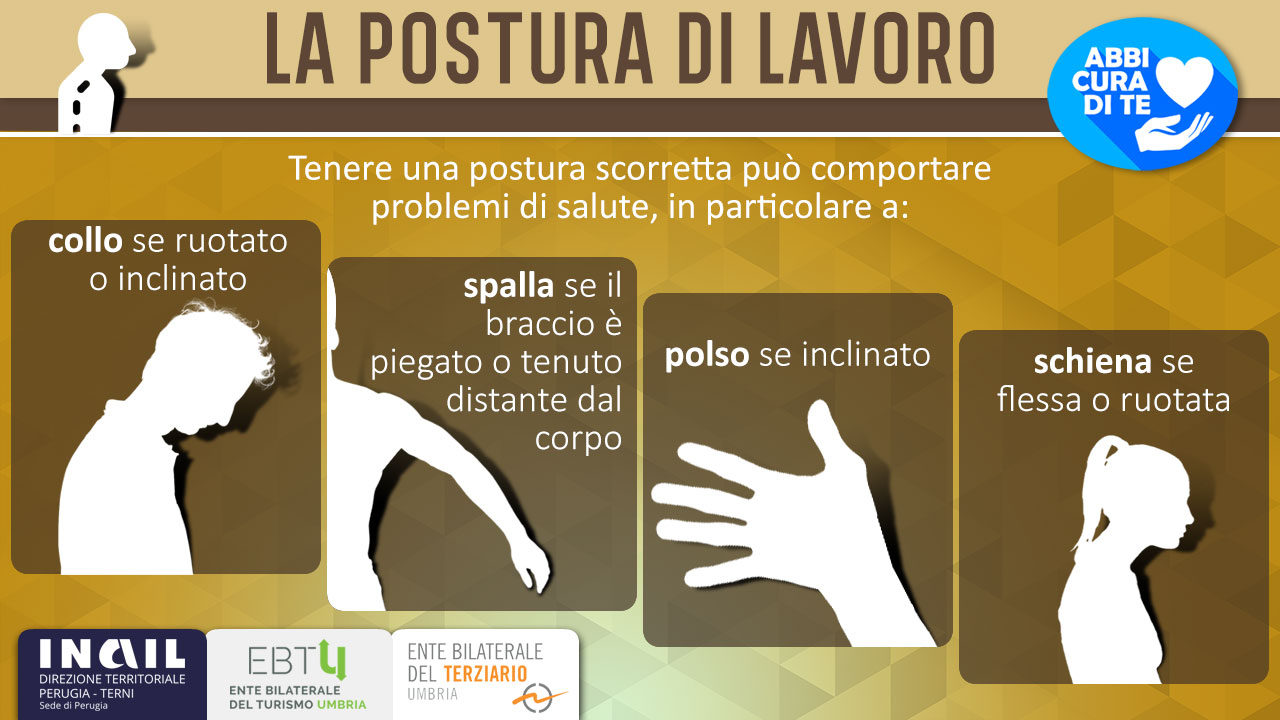 LA POSTURA DI LAVORO
ABBI
CURA
DI TE
Tenere una postura scorretta può comportare
problemi di salute, in particolare a:
collo se ruotato
o inclinato
spalla se il
braccio è
piegato o tenuto
distante dal
corpo
polso se inclinato
schiena se
flessa o ruotata
INAIL
DIREZIONE TERRITORIALE
PERUGIA - TERNI
Sede di Perugia
EBT
ENTE BILATERALE
DEL TURISMO UMBRIA
ENTE BILATERALE
DEL TERZIARIO
UMBRIA